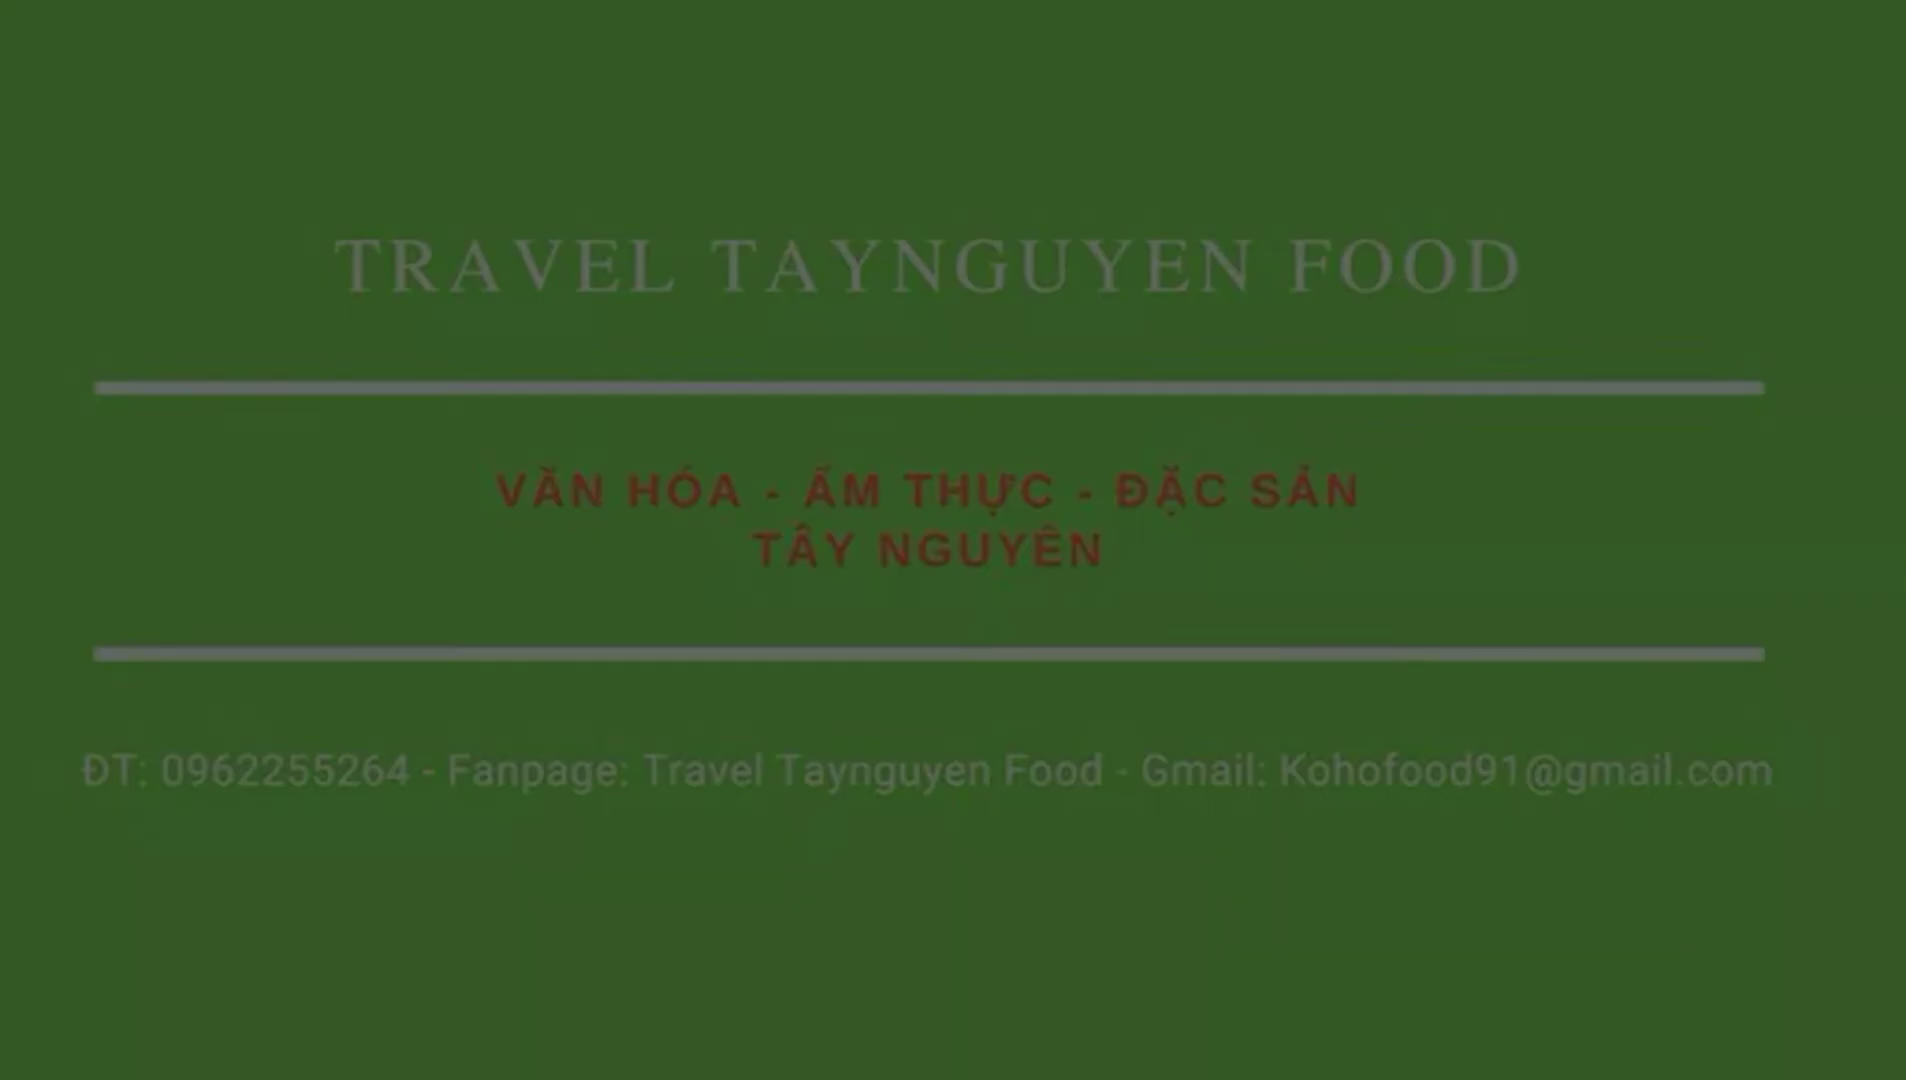 TRAVEL TAYNGUYEN FOOD
VĂN HÓA - ẨM THỰC - ĐẶC SẢN
TÂY NGUYÊN
ĐT: 0962255264 - Fanpage: Travel Taynguyen Food - Gmail: Kohofood91@gmail.com